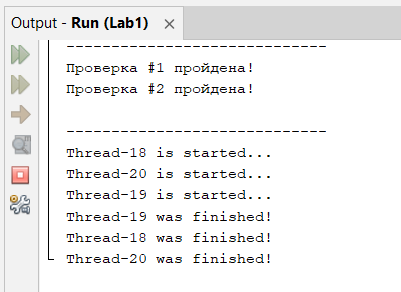 Output - Run (Lab1) ×
----------------------------
Проверка #1 пройдена!
Проверка #2 пройдена!
----------------------------
Thread-18 is started...
Thread-20 is started...
Thread-19 is started...
Thread-19 was finished!
Thread-18 was finished!
Thread-20 was finished!